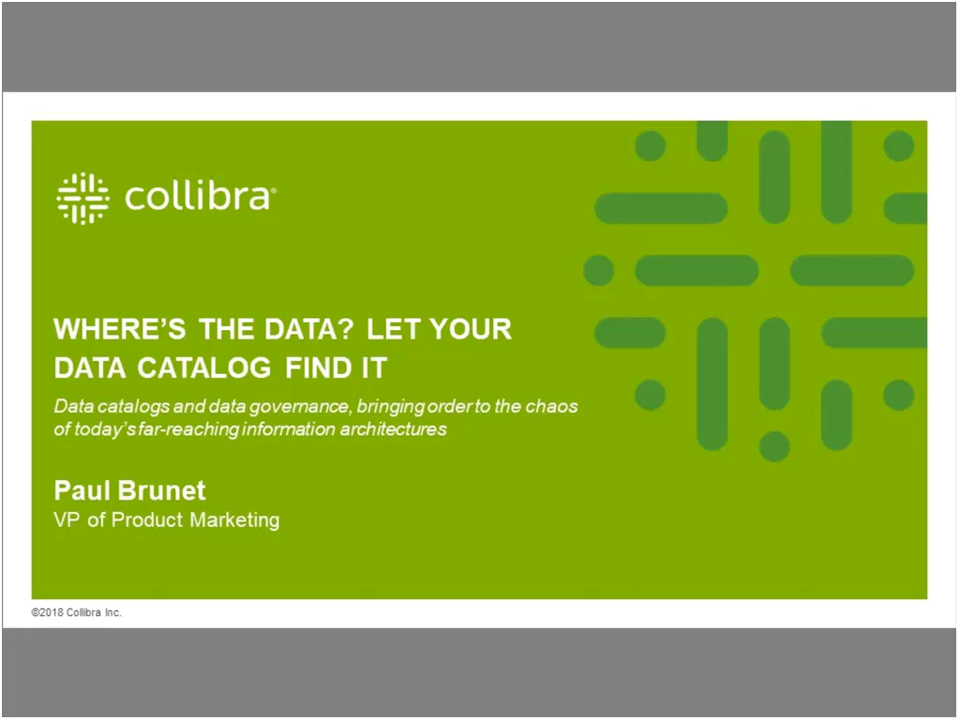 collibra®
WHERE'S THE DATA? LET YOUR
DATA CATALOG FIND IT
Data catalogs and data governance, bringing order to the chaos
of today's far-reaching information architectures
Paul Brunet
VP of Product Marketing
©2018 Collibra Inc.